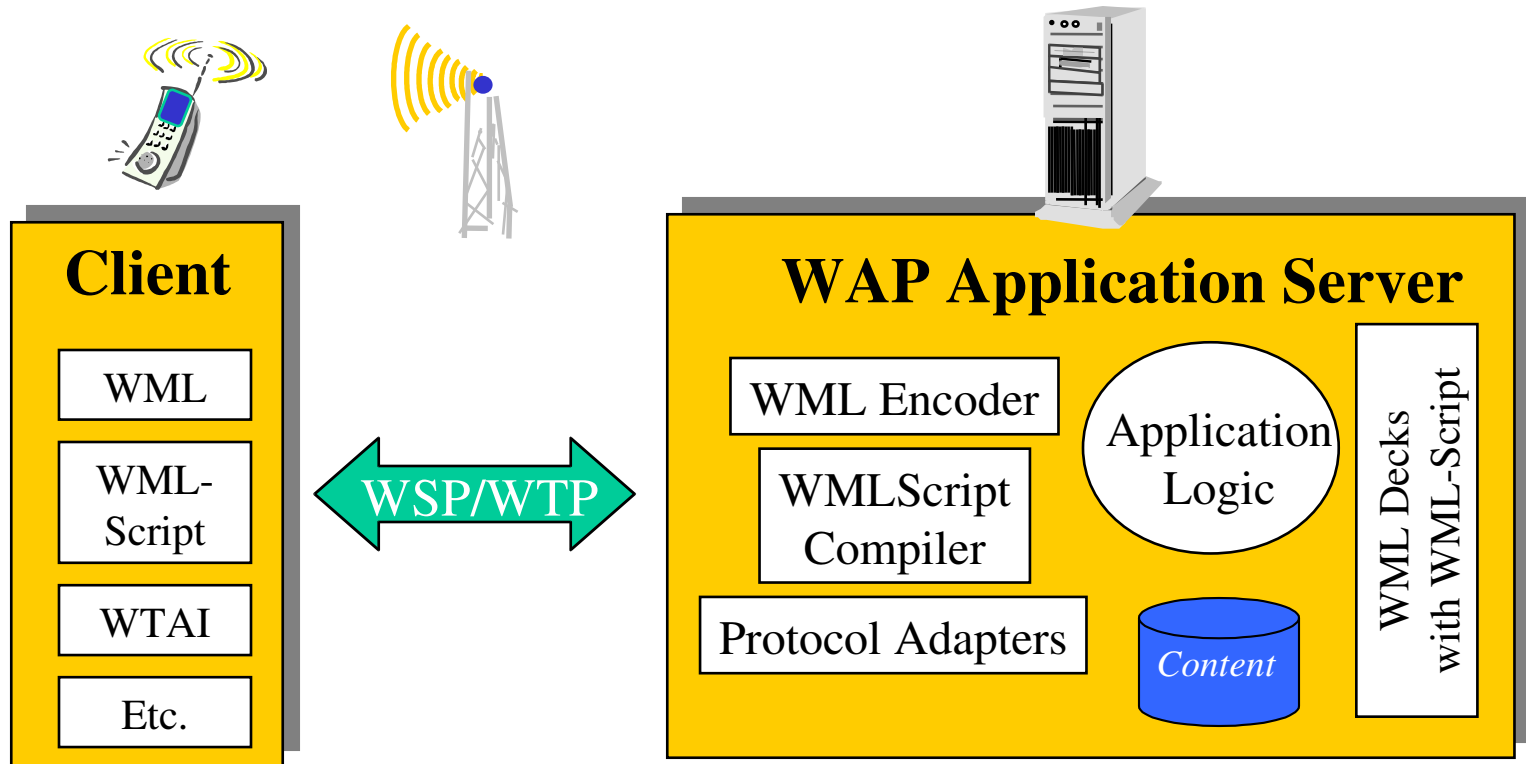 Client
WML
WML-
Script
WTAI
Etc.
WSP/WTP
WAP Application Server
WML Encoder
WMLScript
Compiler
Protocol Adapters
Application
Logic
Content
WML Decks
with WML-Script